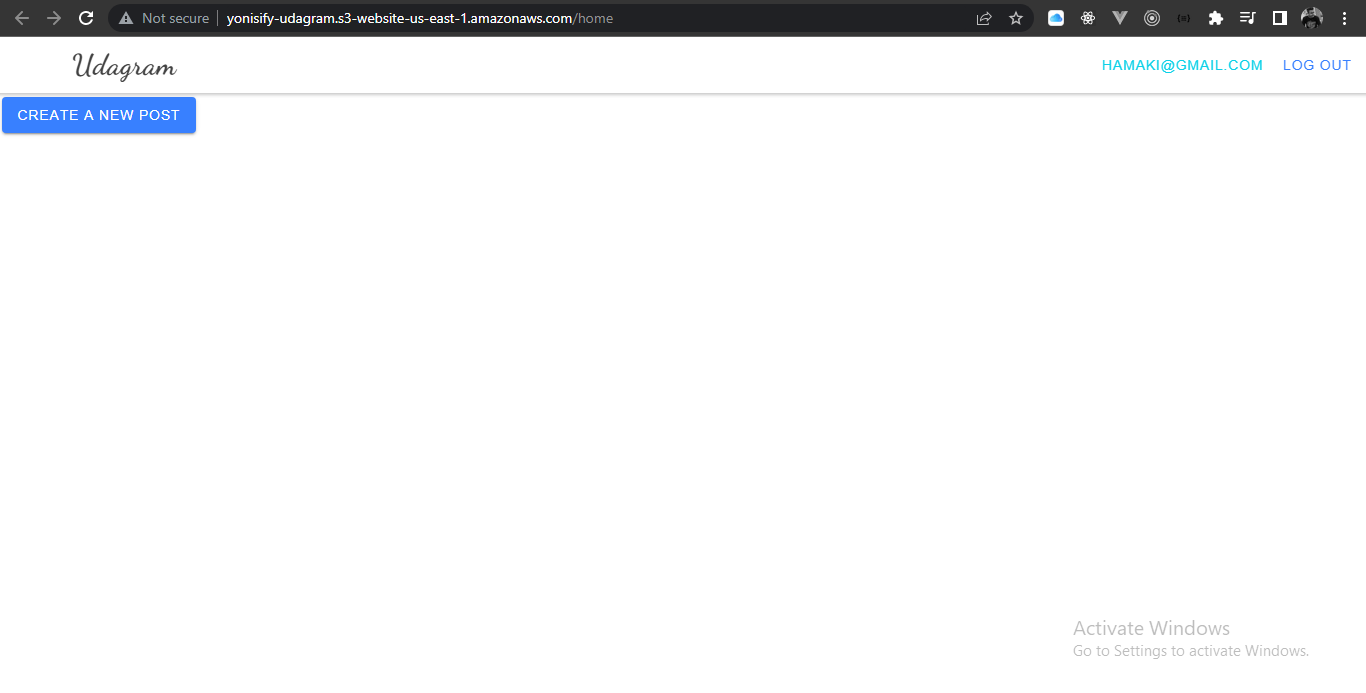 Not secure yonisify-udagram.s3-website-us-east-1.amazonaws.com/home
Udagram HAMAKI@GMAIL.COM LOG OUT
CREATE A NEW POST
Activate Windows
Go to Settings to activate Windows.